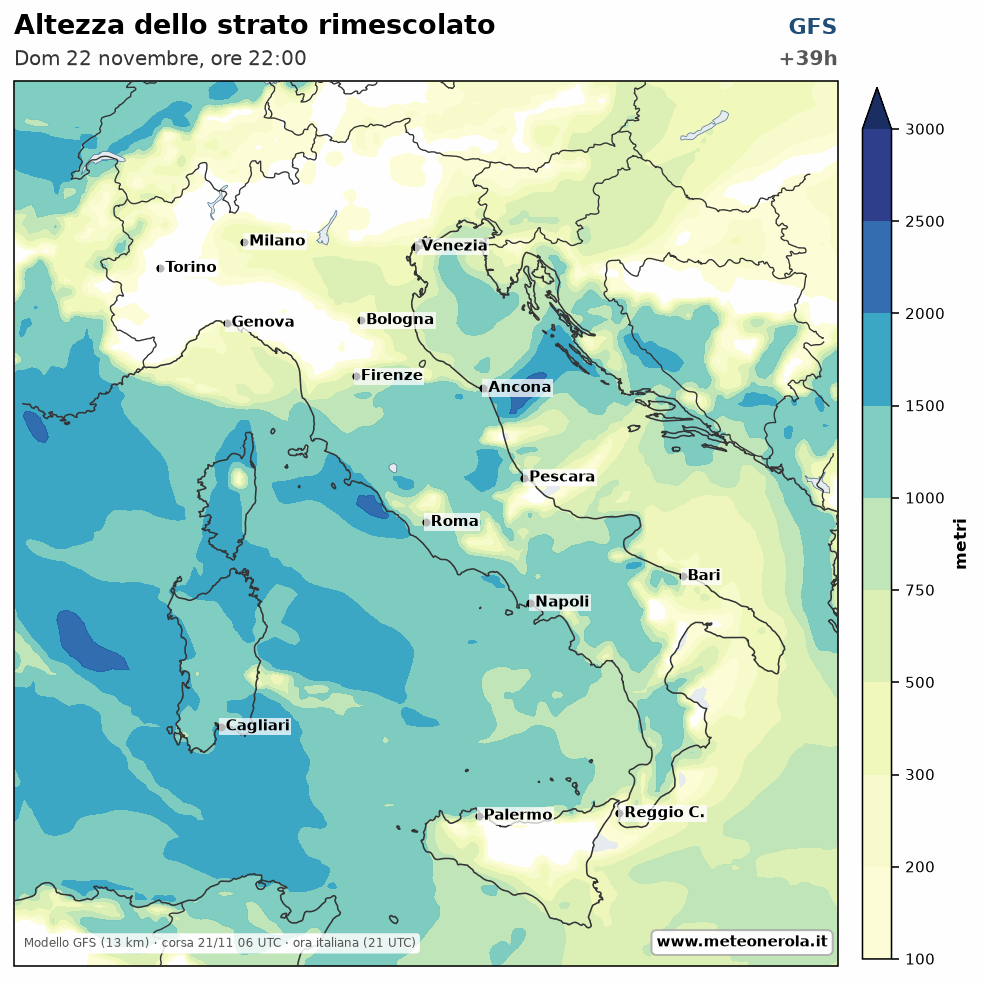 Altezza dello strato rimescolato
GFS
Dom 22 novembre, ore 22:00
+39h
Milano
Venezia
Torino
Genova
Bologna
Firenze
Ancona
Pescara
Roma
Bari
Napoli
Cagliari
Palermo
Reggio C.
3000
2500
2000
1500
1000
750
500
300
200
100
metri
Modello GFS (13 km) · corsa 21/11 06 UTC · ora italiana (21 UTC)
www.meteonerola.it